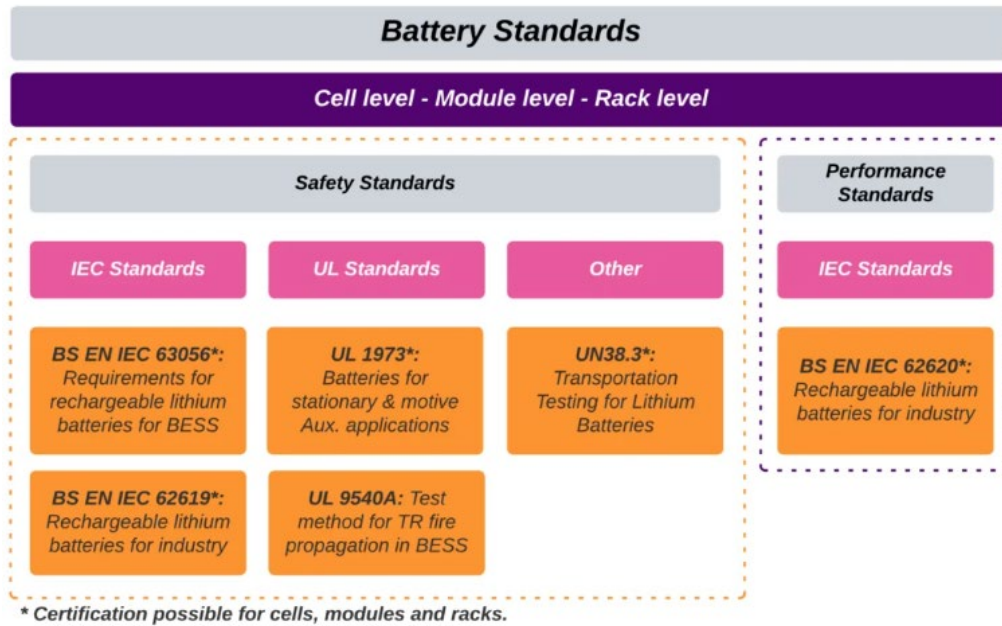 Battery Standards
Cell level - Module level - Rack level
Safety Standards
IEC Standards
BS EN IEC 63056*:
Requirements for
rechargeable lithium
batteries for BESS
BS EN IEC 62619*:
Rechargeable lithium
batteries for industry
UL Standards
UL 1973*:
Batteries for
stationary & motive
Aux. applications
UL 9540A: Test
method for TR fire
propagation in BESS
Other
UN38.3*:
Transportation
Testing for Lithium
Batteries
Performance
Standards
IEC Standards
BS EN IEC 62620*:
Rechargeable lithium
batteries for industry
* Certification possible for cells, modules and racks.